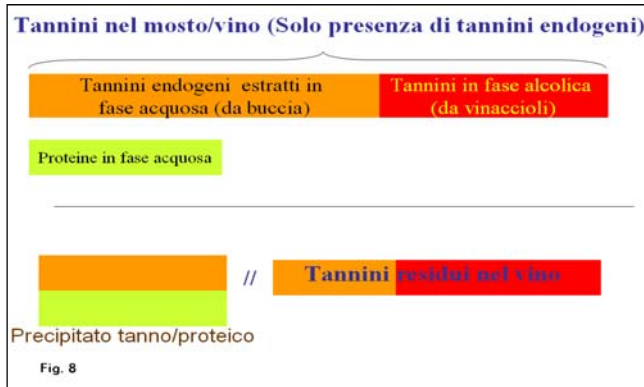 Tannini nel mosto/vino (Solo presenza di tannini endogeni)
Tannini endogeni estratti in
fase acquosa (da buccia)
Tannini in fase alcolica
(da vinaccioli)
Proteine in fase acquosa
//
Tannini residui nel vino
Precipitato tanno/proteico
Fig. 8